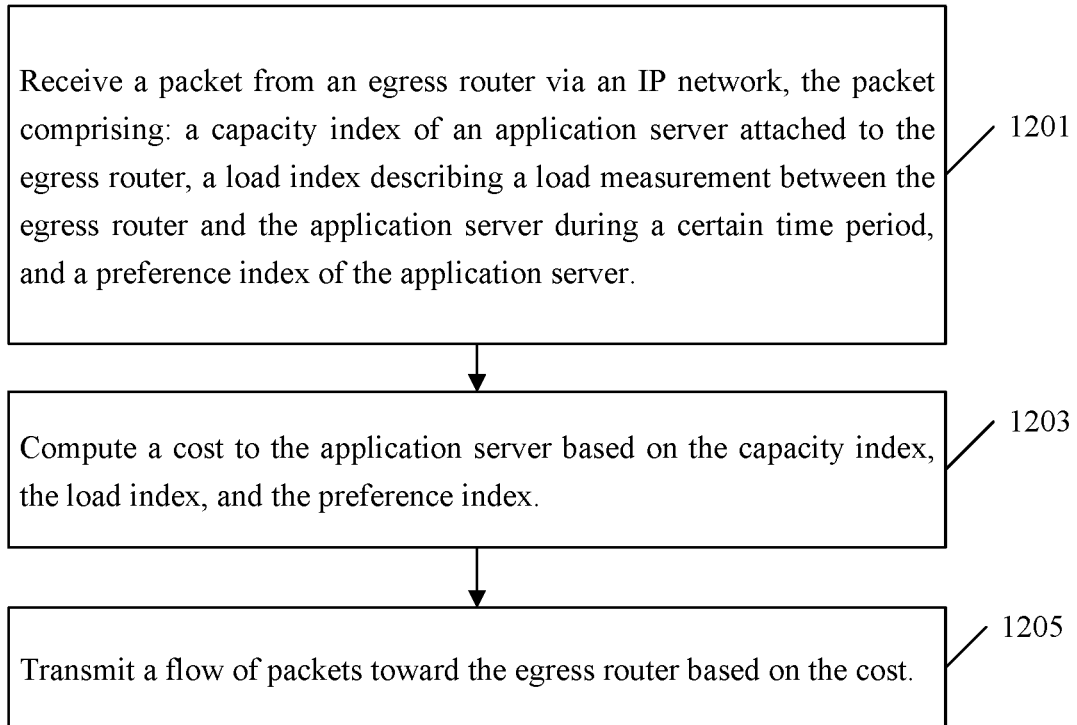 Receive a packet from an egress router via an IP network, the packet
comprising: a capacity index of an application server attached to the
egress router, a load index describing a load measurement between the
egress router and the application server during a certain time period,
and a preference index of the application server.
1201
Compute a cost to the application server based on the capacity index,
the load index, and the preference index.
1203
Transmit a flow of packets toward the egress router based on the cost.
1205